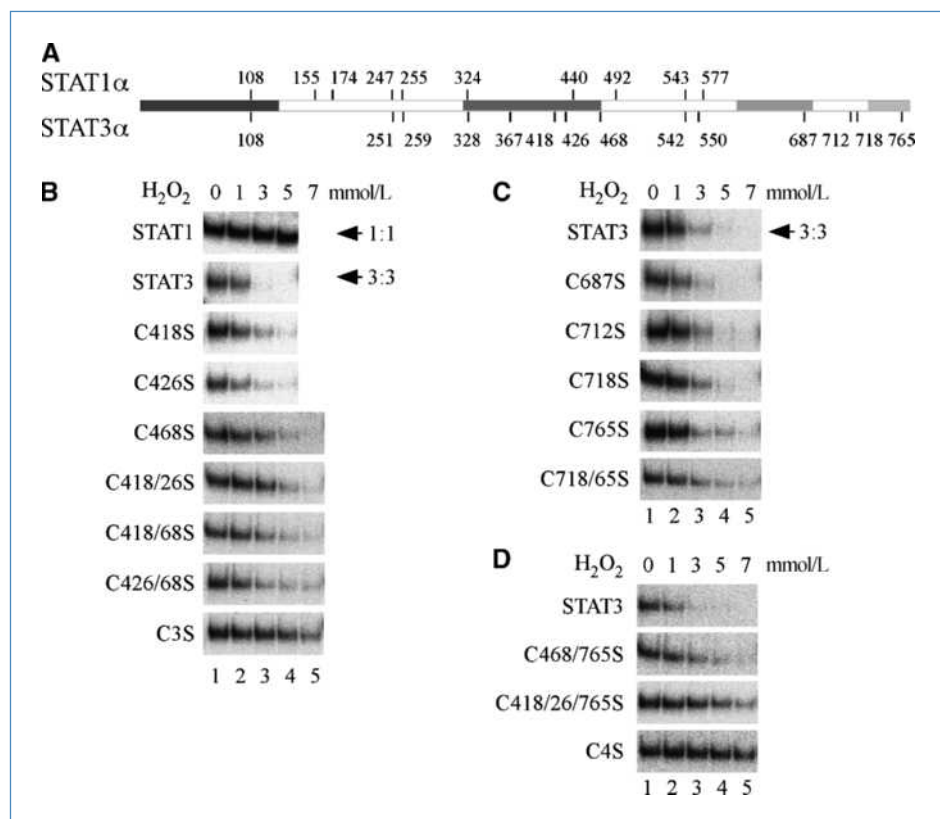 A
STAT1α 108 155 174 247 255 324 440 492 543 577
STAT3α 108 251 259 328 367 418 426 468 542 550 687 712 718 765
B
H₂O₂ 0 1 3 5 7 mmol/L
STAT1 1:1
STAT3 3:3
C418S
C426S
C468S
C418/26S
C418/68S
C426/68S
C3S
1 2 3 4 5
C
H₂O₂ 0 1 3 5 7 mmol/L
STAT3 3:3
C687S
C712S
C718S
C765S
C718/65S
1 2 3 4 5
D
H₂O₂ 0 1 3 5 7 mmol/L
STAT3
C468/765S
C418/26/765S
C4S
1 2 3 4 5